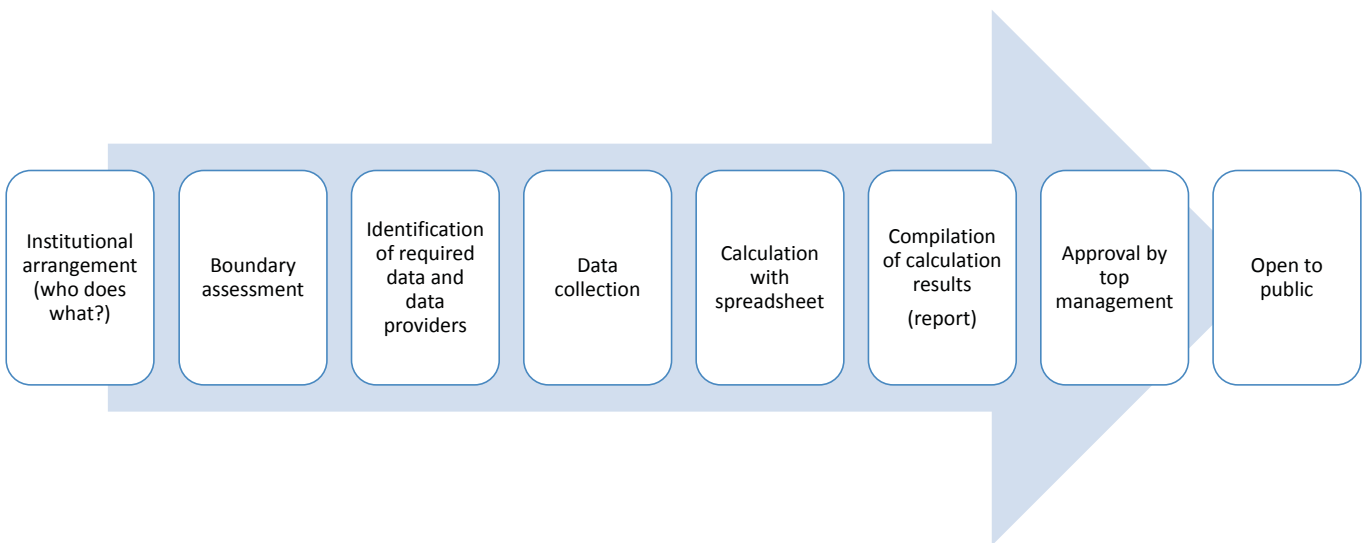 Institutional
arrangement
(who does
what?)
Boundary
assessment
Identification
of required
data and
data
providers
Data
collection
Calculation
with
spreadsheet
Compilation
of calculation
results
(report)
Approval by
top
management
Open to
public